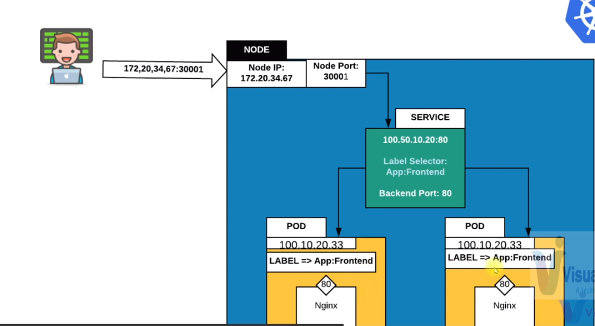 NODE
172,20,34,67:30001
Node IP:
172.20.34.67
Node Port:
30001
SERVICE
100.50.10.20:80
Label Selector:
App:Frontend
Backend Port: 80
POD
100.10.20.33
LABEL => App:Frontend
80
Nginx
POD
100.10.20.33
LABEL => App:Frontend
80
Nginx
Visua